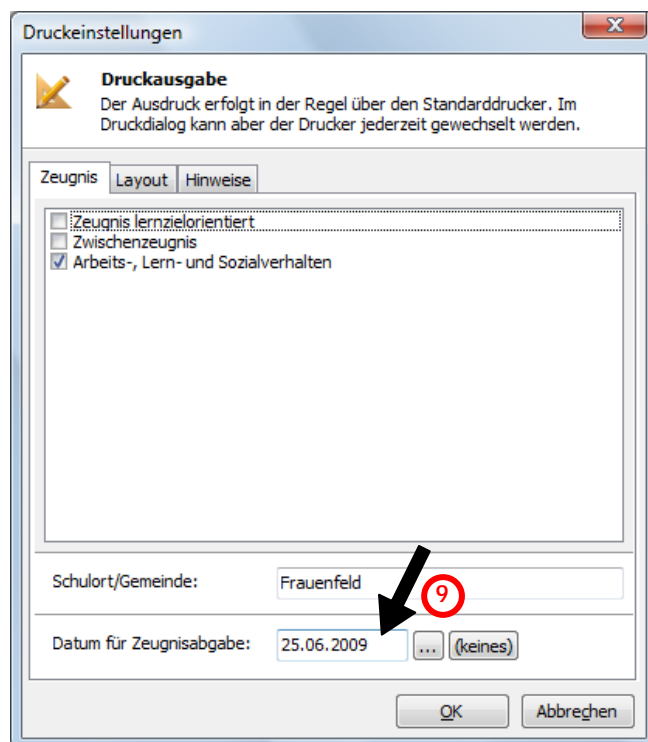 Druckeinstellungen
Druckausgabe
Der Ausdruck erfolgt in der Regel über den Standarddrucker. Im
Druckdialog kann aber der Drucker jederzeit gewechselt werden.
Zeugnis Layout Hinweise
Zeugnis lernzielorientiert
Zwischenzeugnis
Arbeits-, Lern- und Sozialverhalten
Schulort/Gemeinde: Frauenfeld
9
Datum für Zeugnisabgabe: 25.06.2009 ... (keines)
OK Abbrechen